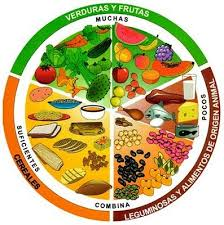 VERDURAS Y FRUTAS
MUCHAS
SUFICIENTES
CEREALES
COMBINA
POCOS
LEGUMINOSAS Y ALIMENTOS DE ORIGEN ANIMAL